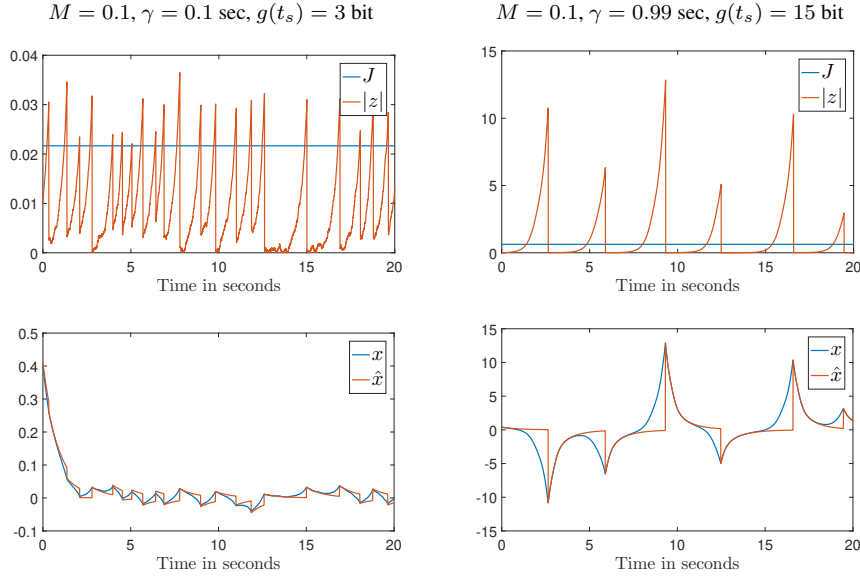 M = 0.1, γ = 0.1 sec, g(t_s) = 3 bit
M = 0.1, γ = 0.99 sec, g(t_s) = 15 bit
0.04
0.03
0.02
0.01
0
J
|z|
0 5 10 15 20
Time in seconds
15
10
5
0
J
|z|
0 5 10 15 20
Time in seconds
0.5
0.4
0.3
0.2
0.1
0
-0.1
x
x̂
0 5 10 15 20
Time in seconds
15
10
5
0
-5
-10
-15
x
x̂
0 5 10 15 20
Time in seconds